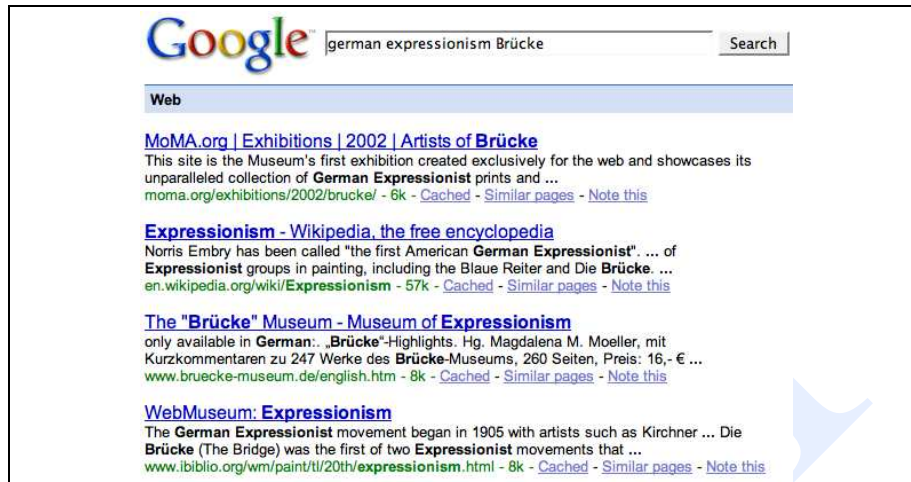 Google™ german expressionism Brücke Search
Web
MoMA.org | Exhibitions | 2002 | Artists of Brücke
This site is the Museum's first exhibition created exclusively for the web and showcases its
unparalleled collection of German Expressionist prints and ...
moma.org/exhibitions/2002/brucke/ - 6k - Cached - Similar pages - Note this
Expressionism - Wikipedia, the free encyclopedia
Norris Embry has been called "the first American German Expressionist". ... of
Expressionist groups in painting, including the Blaue Reiter and Die Brücke. ...
en.wikipedia.org/wiki/Expressionism - 57k - Cached - Similar pages - Note this
The "Brücke" Museum - Museum of Expressionism
only available in German:. „Brücke“-Highlights. Hg. Magdalena M. Moeller, mit
Kurzkommentaren zu 247 Werke des Brücke-Museums, 260 Seiten, Preis: 16,- € ...
www.bruecke-museum.de/english.htm - 8k - Cached - Similar pages - Note this
WebMuseum: Expressionism
The German Expressionist movement began in 1905 with artists such as Kirchner ... Die
Brücke (The Bridge) was the first of two Expressionist movements that ...
www.ibiblio.org/wm/paint/tl/20th/expressionism.html - 8k - Cached - Similar pages - Note this